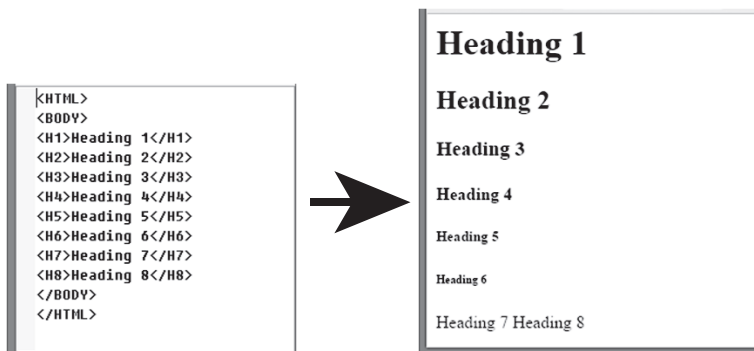 <HTML>
<BODY>
<H1>Heading 1</H1>
<H2>Heading 2</H2>
<H3>Heading 3</H3>
<H4>Heading 4</H4>
<H5>Heading 5</H5>
<H6>Heading 6</H6>
<H7>Heading 7</H7>
<H8>Heading 8</H8>
</BODY>
</HTML>
Heading 1
Heading 2
Heading 3
Heading 4
Heading 5
Heading 6
Heading 7 Heading 8